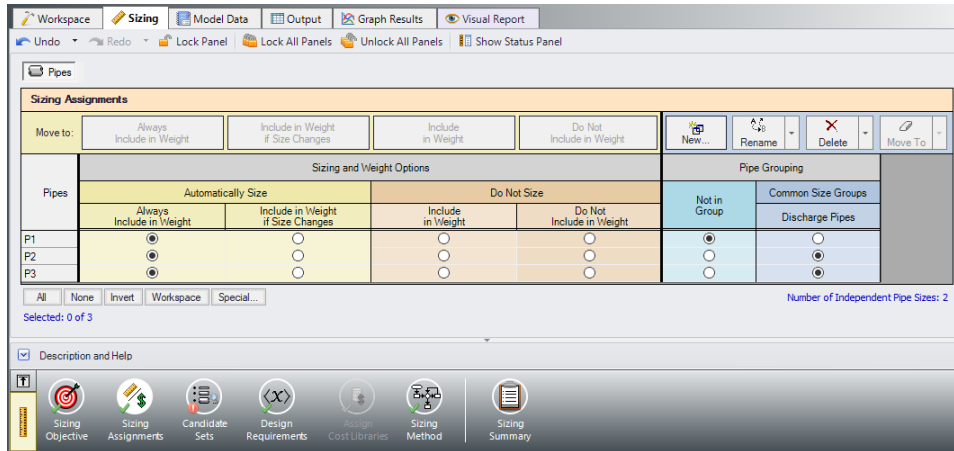 Workspace Sizing Model Data Output Graph Results Visual Report
Undo Redo Lock Panel Lock All Panels Unlock All Panels Show Status Panel
Pipes
Sizing Assignments
Move to: Always Include in Weight Include in Weight if Size Changes Include in Weight Do Not Include in Weight New... Rename Delete Move To
Pipes Sizing and Weight Options Pipe Grouping
Automatically Size Do Not Size Not in Group Common Size Groups
Always Include in Weight Include in Weight if Size Changes Include in Weight Do Not Include in Weight Discharge Pipes
P1
P2
P3
All None Invert Workspace Special... Number of Independent Pipe Sizes: 2
Selected: 0 of 3
Description and Help
Sizing Objective Sizing Assignments Candidate Sets Design Requirements Assign Cost Libraries Sizing Method Sizing Summary